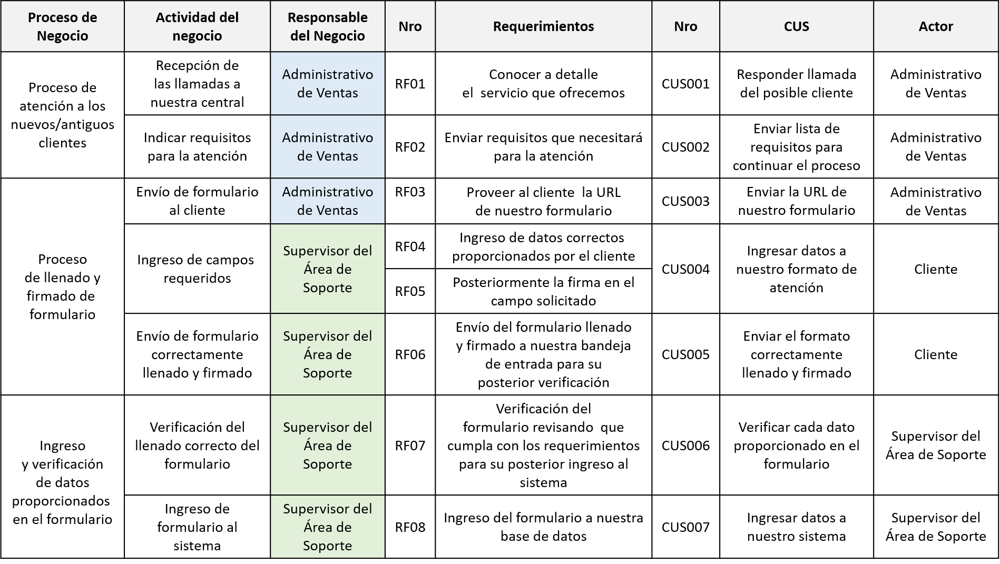 Proceso de
Negocio
Actividad del
negocio
Responsable
del Negocio
Nro
Requerimientos
Nro
CUS
Actor
Proceso de
atención a los
nuevos/antiguos
clientes
Recepción de
las llamadas a
nuestra central
Administrativo
de Ventas
RF01
Conocer a detalle
el servicio que ofrecemos
CUS001
Responder llamada
del posible cliente
Administrativo
de Ventas
Indicar requisitos
para la atención
Administrativo
de Ventas
RF02
Enviar requisitos que necesitará
para la atención
CUS002
Enviar lista de
requisitos para
continuar el proceso
Administrativo
de Ventas
Proceso
de llenado y
firmado de
formulario
Envío de formulario
al cliente
Administrativo
de Ventas
RF03
Proveer al cliente la URL
de nuestro formulario
CUS003
Enviar la URL de
nuestro formulario
Administrativo
de Ventas
Ingreso de campos
requeridos
Supervisor del
Área de
Soporte
RF04
Ingreso de datos correctos
proporcionados por el cliente
RF05
Posteriormente la firma en el
campo solicitado
CUS004
Ingresar datos a
nuestro formato de
atención
Cliente
Envío de formulario
correctamente
llenado y firmado
Supervisor del
Área de
Soporte
RF06
Envío del formulario llenado
y firmado a nuestra bandeja
de entrada para su
posterior verificación
CUS005
Enviar el formato
correctamente
llenado y firmado
Cliente
Ingreso
y verificación
de datos
proporcionados
en el formulario
Verificación del
llenado correcto del
formulario
Supervisor del
Área de
Soporte
RF07
Verificación del
formulario revisando que
cumpla con los requerimientos
para su posterior ingreso al
sistema
CUS006
Verificar cada dato
proporcionado en el
formulario
Supervisor del
Área de Soporte
Ingreso de
formulario al
sistema
Supervisor del
Área de
Soporte
RF08
Ingreso del formulario a nuestra
base de datos
CUS007
Ingresar datos a
nuestro sistema
Supervisor del
Área de Soporte